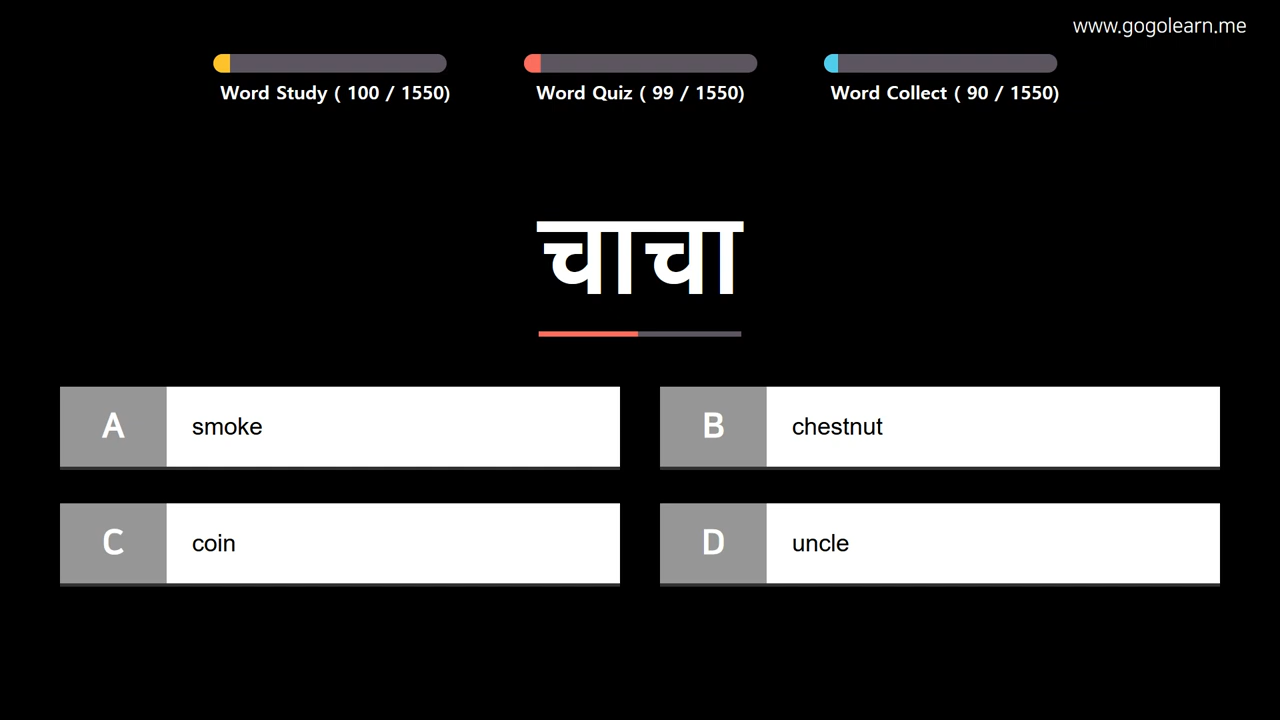 www.gogolearn.me
Word Study ( 100 / 1550)
Word Quiz ( 99 / 1550)
Word Collect ( 90 / 1550)
चाचा
A smoke
B chestnut
C coin
D uncle